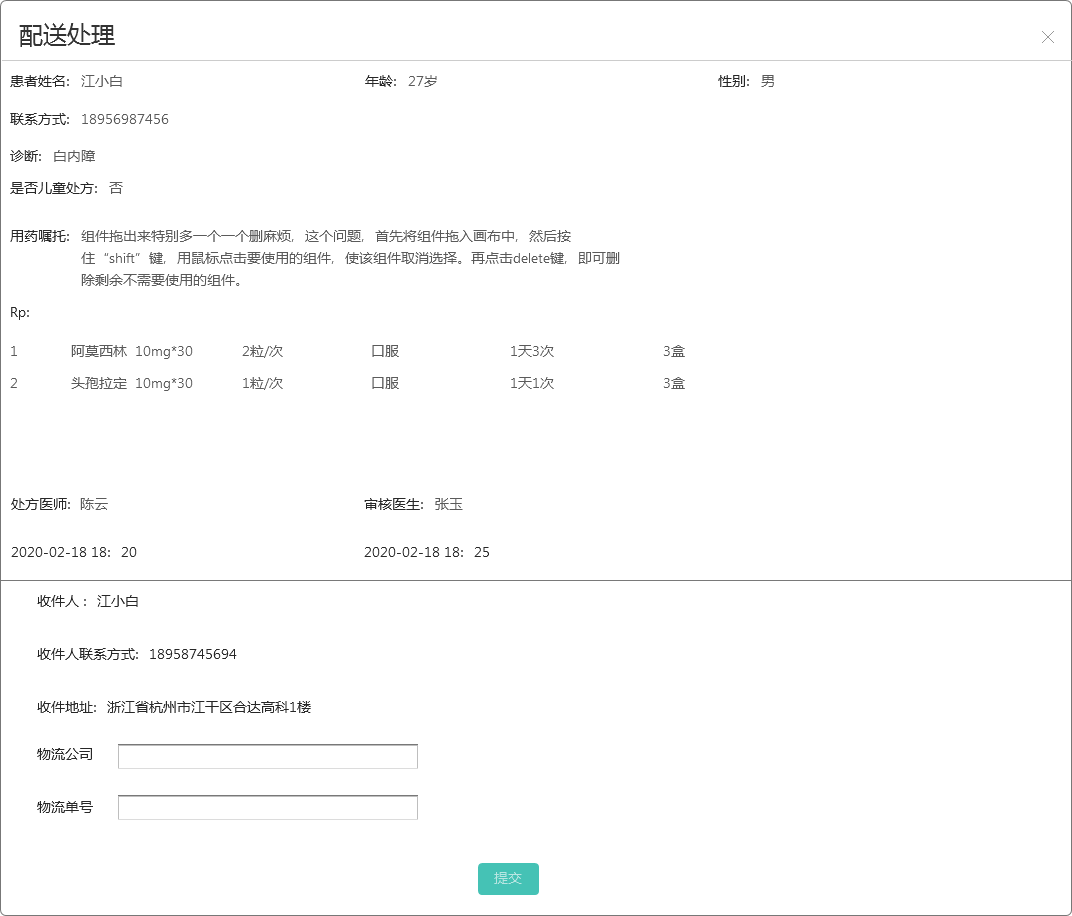 配送处理
患者姓名: 江小白 年龄: 27岁 性别: 男
联系方式: 18956987456
诊断: 白内障
是否儿童处方: 否
用药嘱托: 组件拖出来特别多一个一个删麻烦，这个问题，首先将组件拖入画布中，然后按
住“shift”键，用鼠标点击要使用的组件，使该组件取消选择。再点击delete键，即可删
除剩余不需要使用的组件。
Rp:
1 阿莫西林 10mg*30 2粒/次 口服 1天3次 3盒
2 头孢拉定 10mg*30 1粒/次 口服 1天1次 3盒
处方医师: 陈云 审核医生: 张玉
2020-02-18 18：20 2020-02-18 18：25
收件人： 江小白
收件人联系方式: 18958745694
收件地址: 浙江省杭州市江干区合达高科1楼
物流公司
物流单号
提交